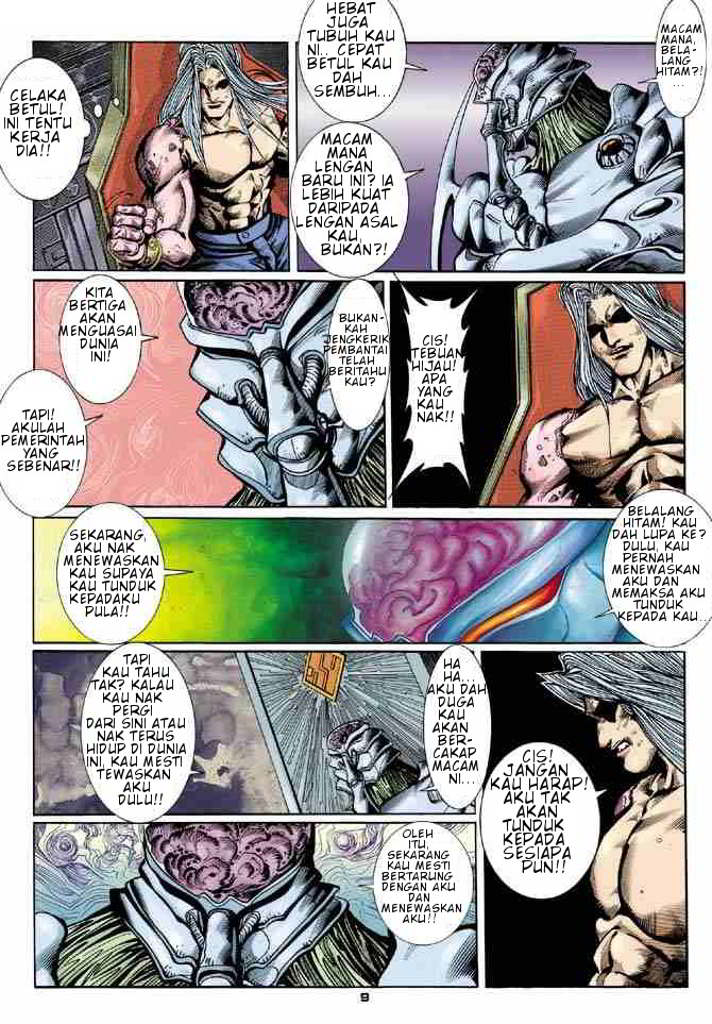 CELAKA
BETUL!
INI TENTU
KERJA
DIA!!
HEBAT
JUGA
TUBUH KAU
NI.. CEPAT
BETUL KAU
DAH
SEMBUH...
MACAM
MANA,
BELA-
LANG
HITAM?!
...
MACAM
MANA
LENGAN
BARU INI? IA
LEBIH KUAT
DARIPADA
LENGAN ASAL
KAU,
BUKAN?!
KITA
BERTIGA
AKAN
MENGUASAI
DUNIA
INI!
BUKAN-
KAH
JENGKERIK
PEMBANTAI
TELAH
BERITAHU
KAU?
TAPI!
AKULAH
PEMERINTAH
YANG
SEBENAR!!
CIS!
TEBUAN
HIJAU!
APA
YANG
KAU
NAK!!
SEKARANG,
AKU NAK
MENEWASKAN
KAU SUPAYA
KAU TUNDUK
KEPADAKU
PULA!!
BELALANG
HITAM! KAU
DAH LUPA KE?
DULU, KAU
PERNAH
MENEWASKAN
AKU DAN
MEMAKSA AKU
TUNDUK
KEPADA KAU...
TAPI
KAU TAHU
TAK? KALAU
KAU NAK
PERGI
DARI SINI ATAU
NAK TERUS
HIDUP DI DUNIA
INI, KAU MESTI
TEWASKAN
AKU
DULU!!
HA
HA...
AKU DAH
DUGA
KAU
AKAN
BER-
CAKAP
MACAM
NI...
CIS!
JANGAN
KAU HARAP!
AKU TAK
AKAN
TUNDUK
KEPADA
SESIAPA
PUN!!
OLEH
ITU,
SEKARANG
KAU MESTI
BERTARUNG
DENGAN AKU
DAN
MENEWASKAN
AKU!!
9